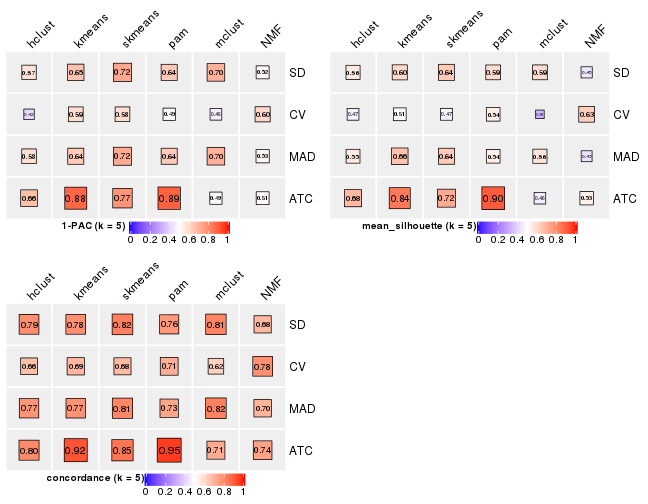 hclust kmeans skmeans pam mclust NMF
0.57 0.65 0.72 0.64 0.70 0.52 SD
0.59 0.58 0.49 0.60 CV
0.58 0.64 0.72 0.64 0.70 0.53 MAD
0.66 0.88 0.77 0.89 0.49 0.51 ATC
1-PAC (k = 5)
0 0.2 0.4 0.6 0.8 1
hclust kmeans skmeans pam mclust NMF
0.56 0.60 0.64 0.59 0.59 SD
0.47 0.51 0.47 0.54 0.63 CV
0.55 0.66 0.64 0.54 0.56 MAD
0.68 0.84 0.72 0.90 0.53 ATC
mean_silhouette (k = 5)
0 0.2 0.4 0.6 0.8 1
hclust kmeans skmeans pam mclust NMF
0.79 0.78 0.82 0.76 0.81 0.68 SD
0.66 0.69 0.68 0.71 0.62 0.78 CV
0.77 0.77 0.81 0.73 0.82 0.70 MAD
0.80 0.92 0.85 0.95 0.71 0.74 ATC
concordance (k = 5)
0 0.2 0.4 0.6 0.8 1